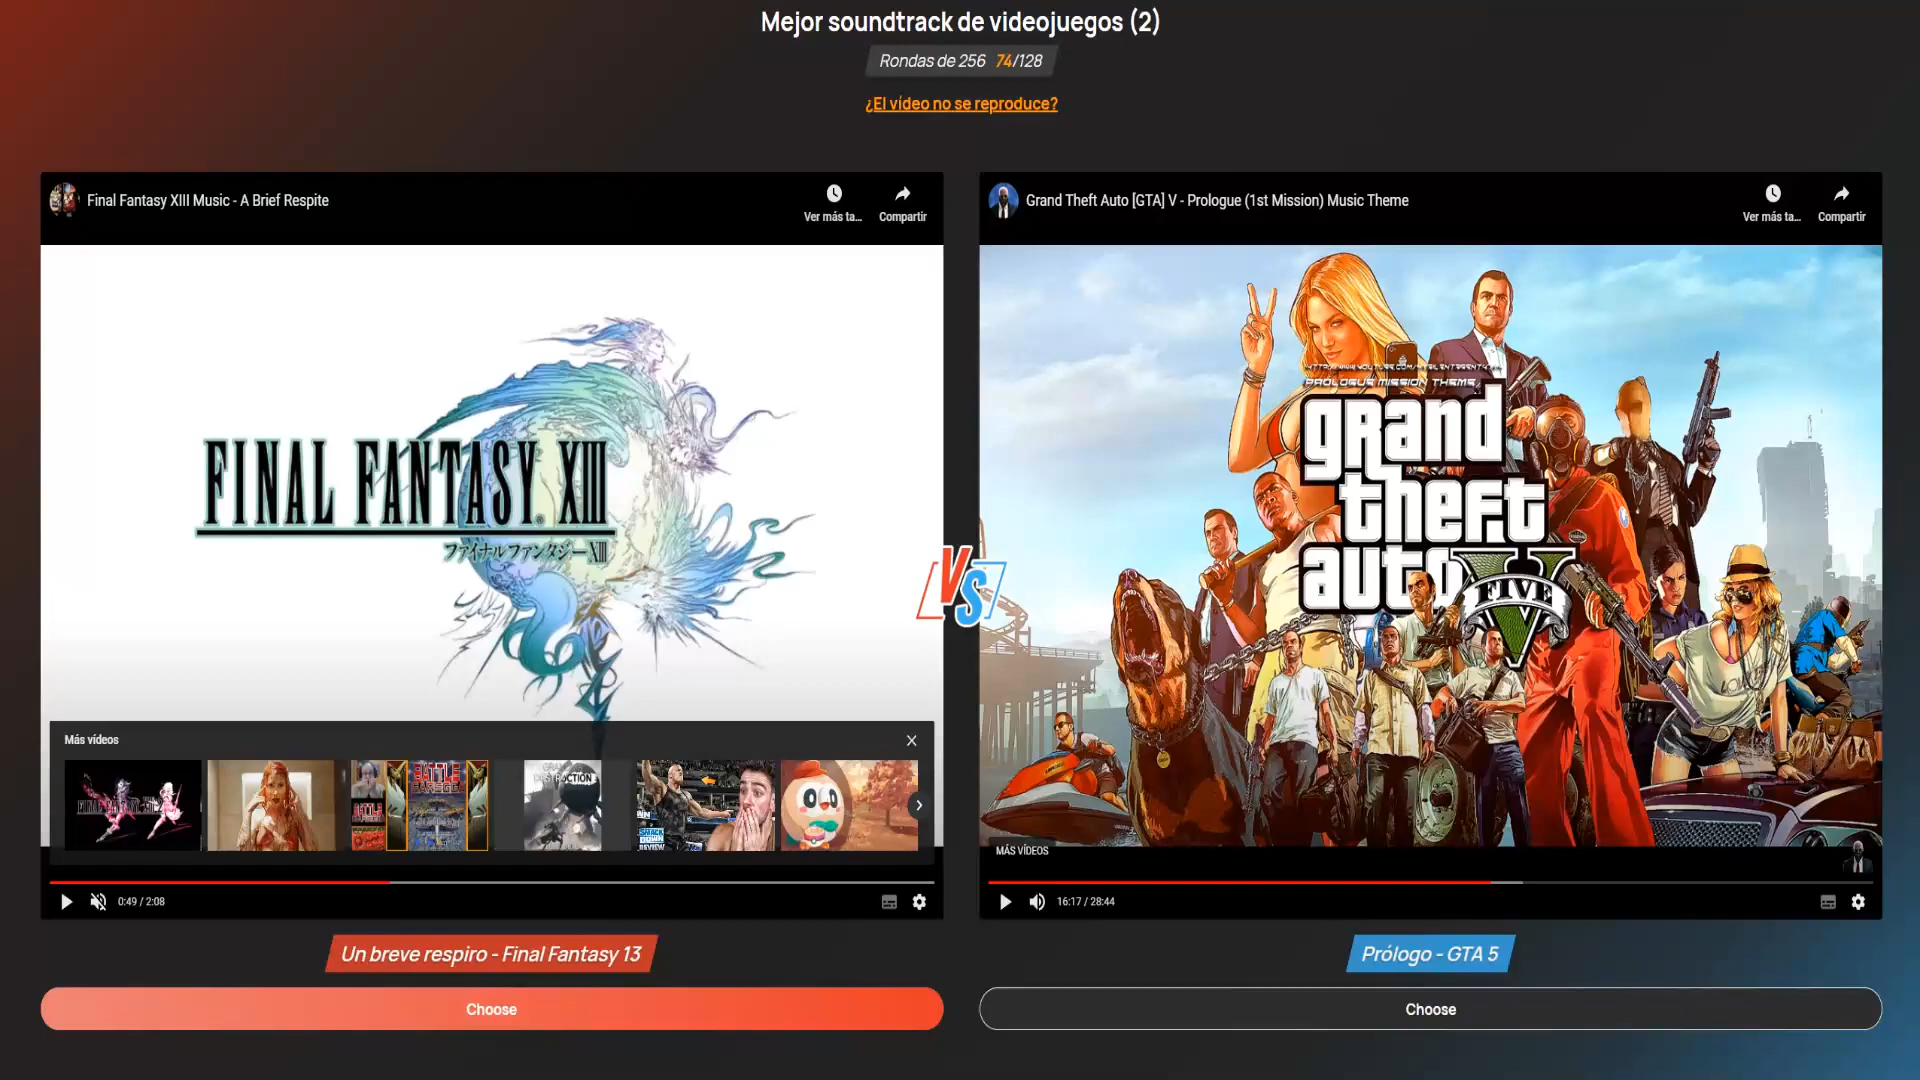 Mejor soundtrack de videojuegos (2)
Rondas de 256 74/128
¿El vídeo no se reproduce?
Final Fantasy XIII Music - A Brief Respite
Ver más ta...
Compartir
FINAL FANTASY XIII
ファイナルファンタジーXIII
Más vídeos
0:49 / 2:08
Un breve respiro - Final Fantasy 13
Choose
VS
Grand Theft Auto [GTA] V - Prologue (1st Mission) Music Theme
Ver más ta...
Compartir
PROLOGUE MISSION THEME
grand
theft
auto
FIVE
MÁS VÍDEOS
16:17 / 28:44
Prólogo - GTA 5
Choose